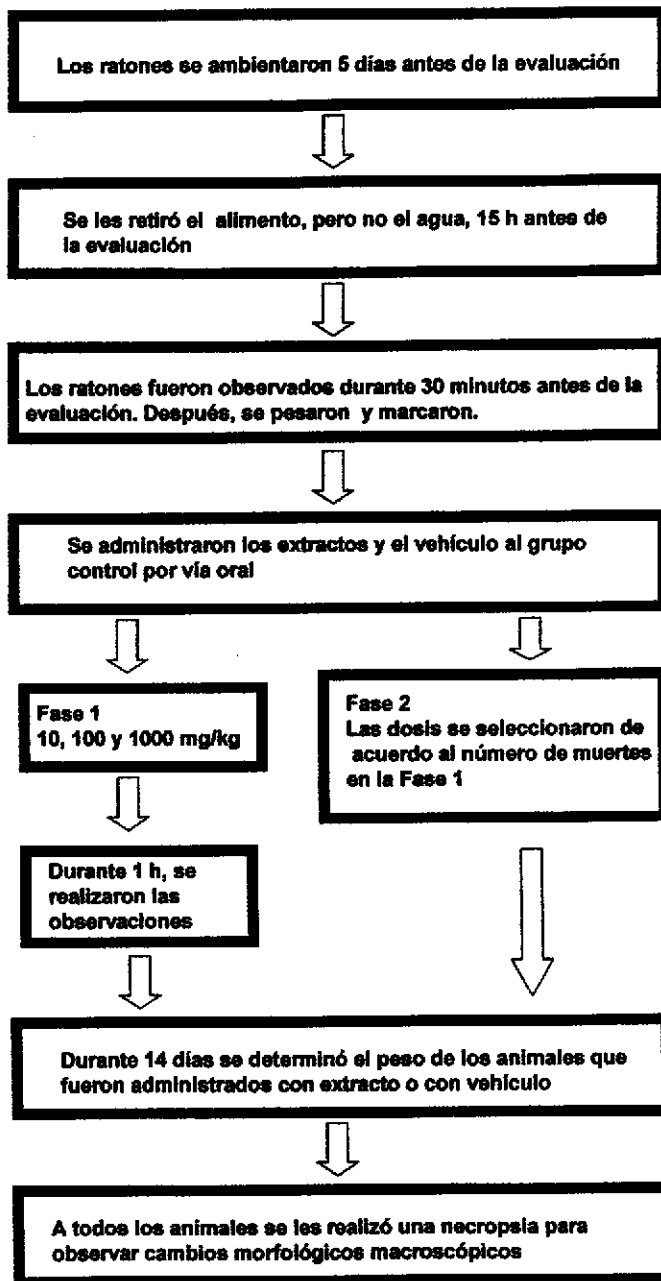 Los ratones se ambientaron 5 días antes de la evaluación
Se les retiró el alimento, pero no el agua, 15 h antes de
la evaluación
Los ratones fueron observados durante 30 minutos antes de la
evaluación. Después, se pesaron y marcaron.
Se administraron los extractos y el vehículo al grupo
control por vía oral
Fase 1
10, 100 y 1000 mg/kg
Durante 1 h, se
realizaron las
observaciones
Fase 2
Las dosis se seleccionaron de
acuerdo al número de muertes
en la Fase 1
Durante 14 días se determinó el peso de los animales que
fueron administrados con extracto o con vehículo
A todos los animales se les realizó una necropsia para
observar cambios morfológicos macroscópicos